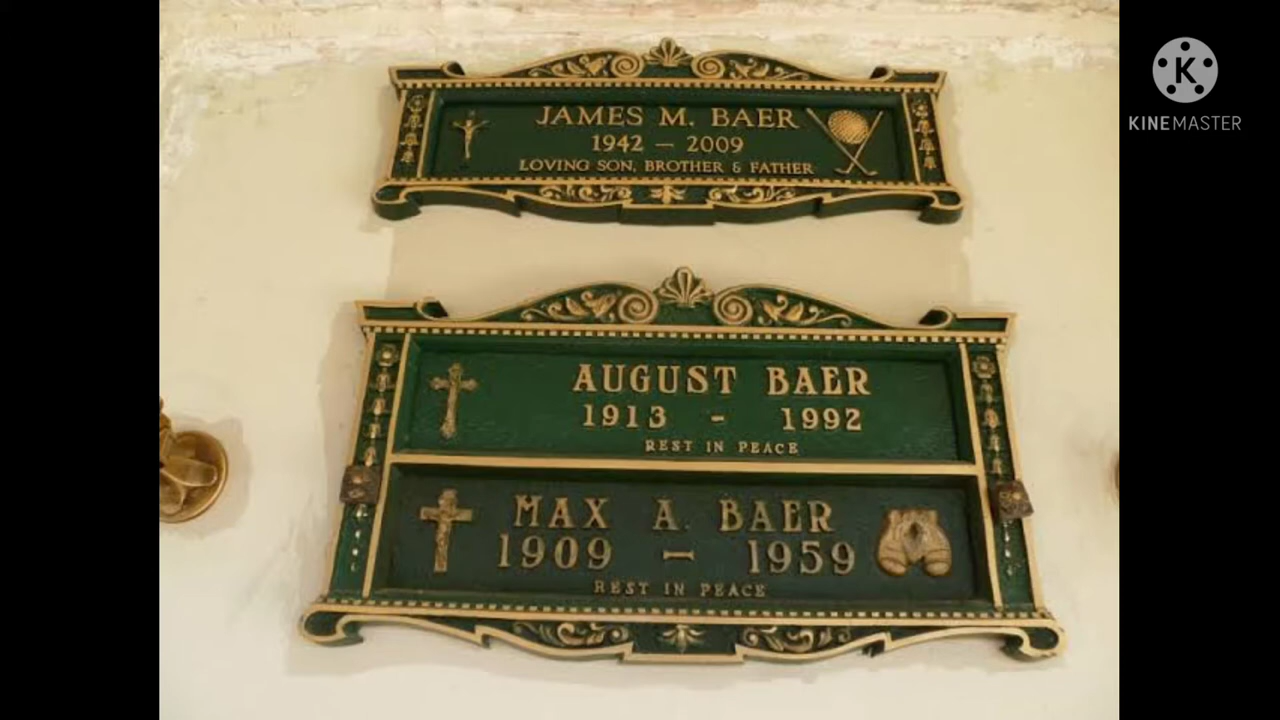 JAMES M. BAER
1942 — 2009
LOVING SON, BROTHER & FATHER
AUGUST BAER
1913 - 1992
REST IN PEACE
MAX A. BAER
1909 — 1959
REST IN PEACE
K
KINEMASTER